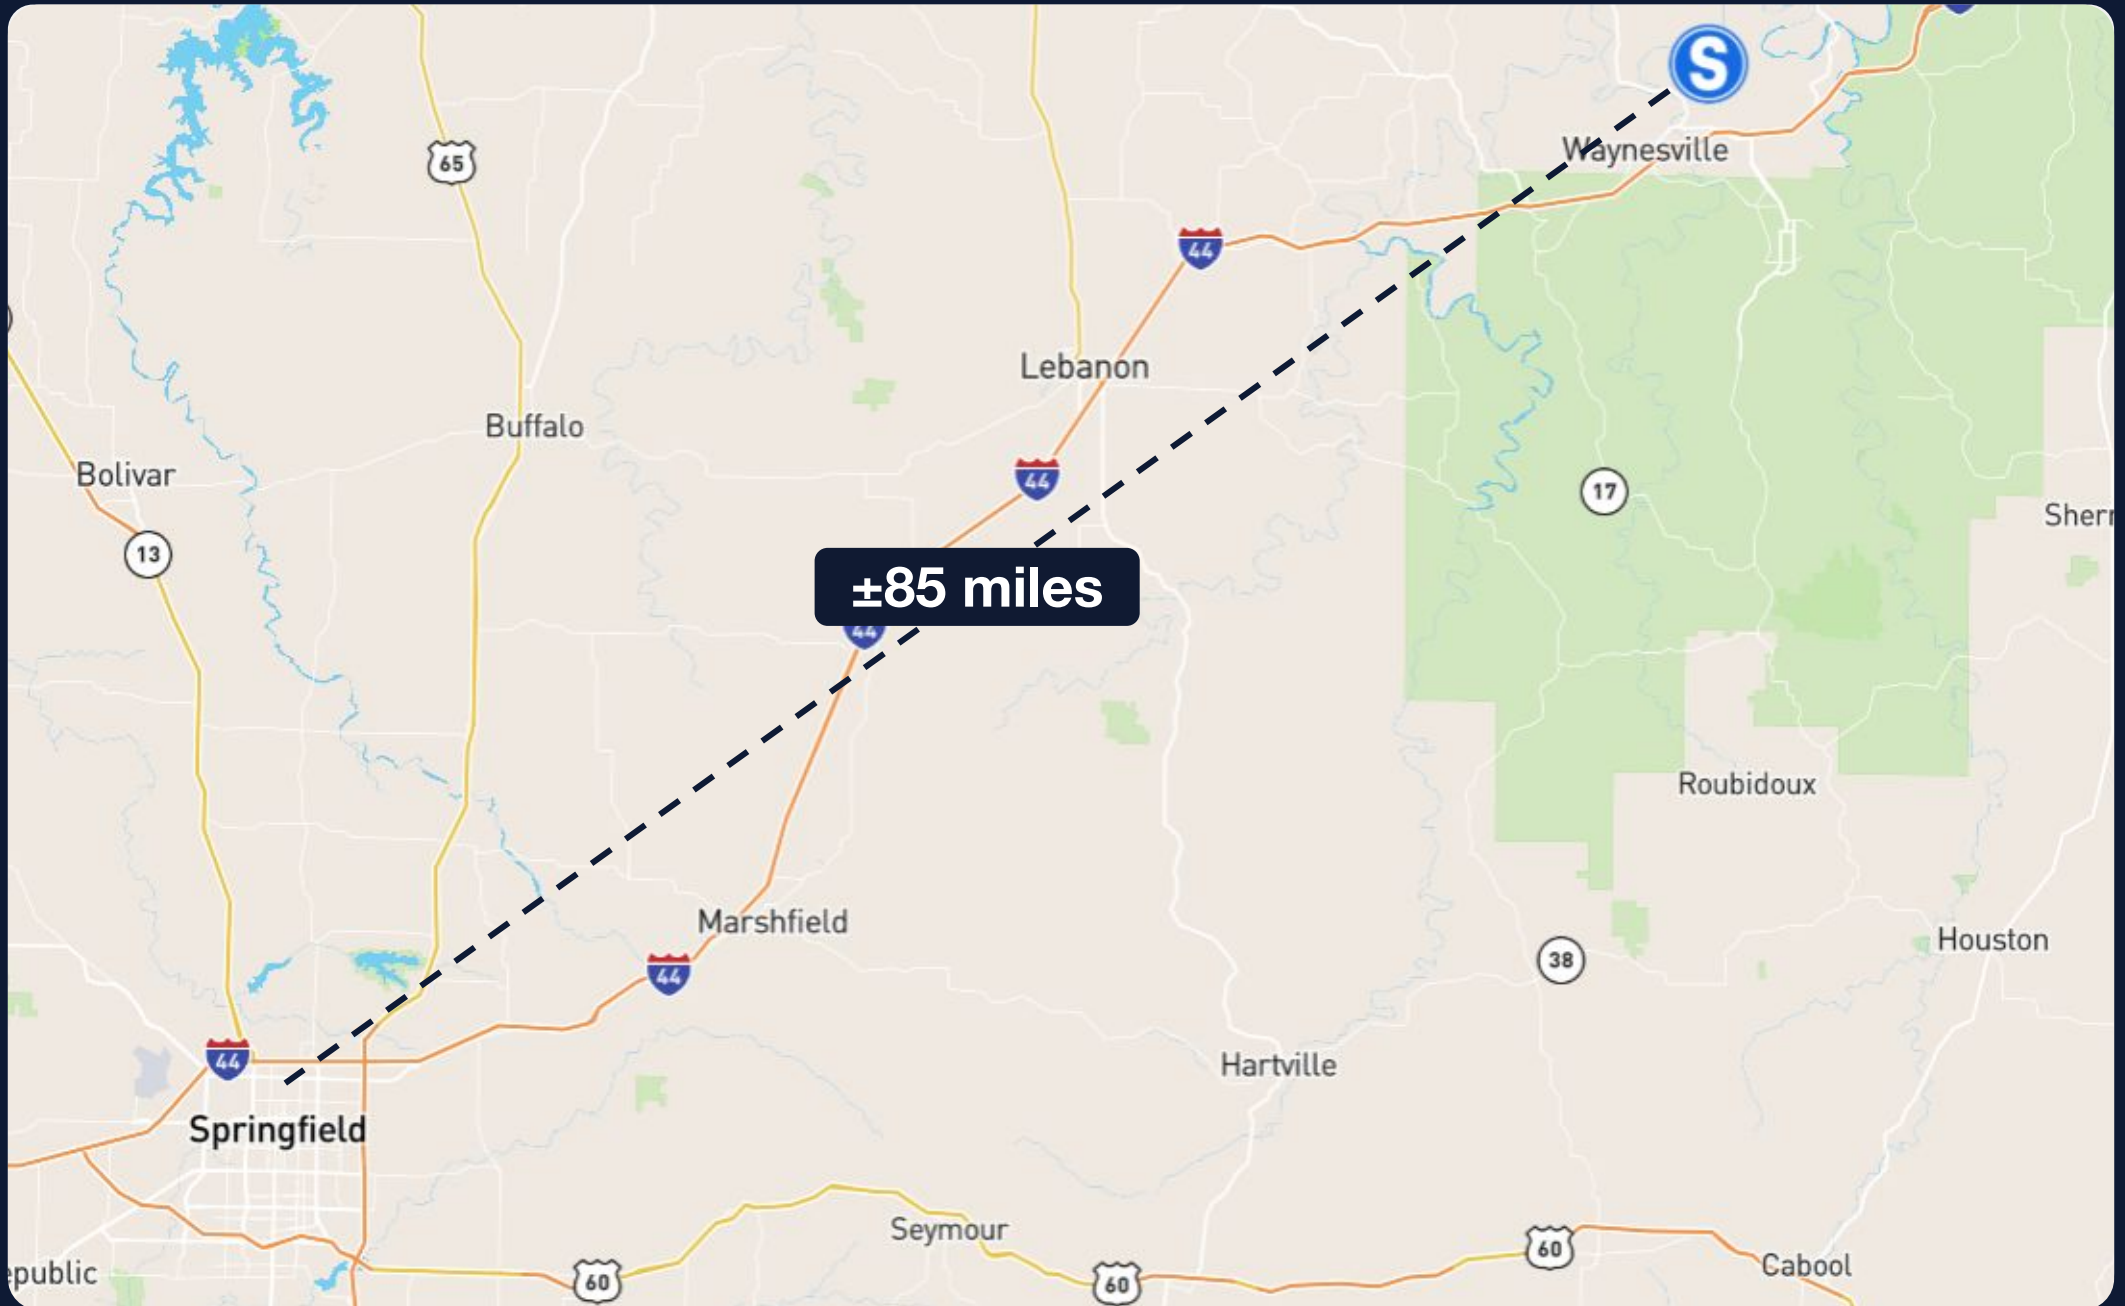 S
Waynesville
65
44
Lebanon
Buffalo
44
Bolivar
17
Sherr
13
±85 miles
44
Roubidoux
Marshfield
Houston
38
44
44
Hartville
Springfield
Seymour
60
Cabool
epublic
60
60